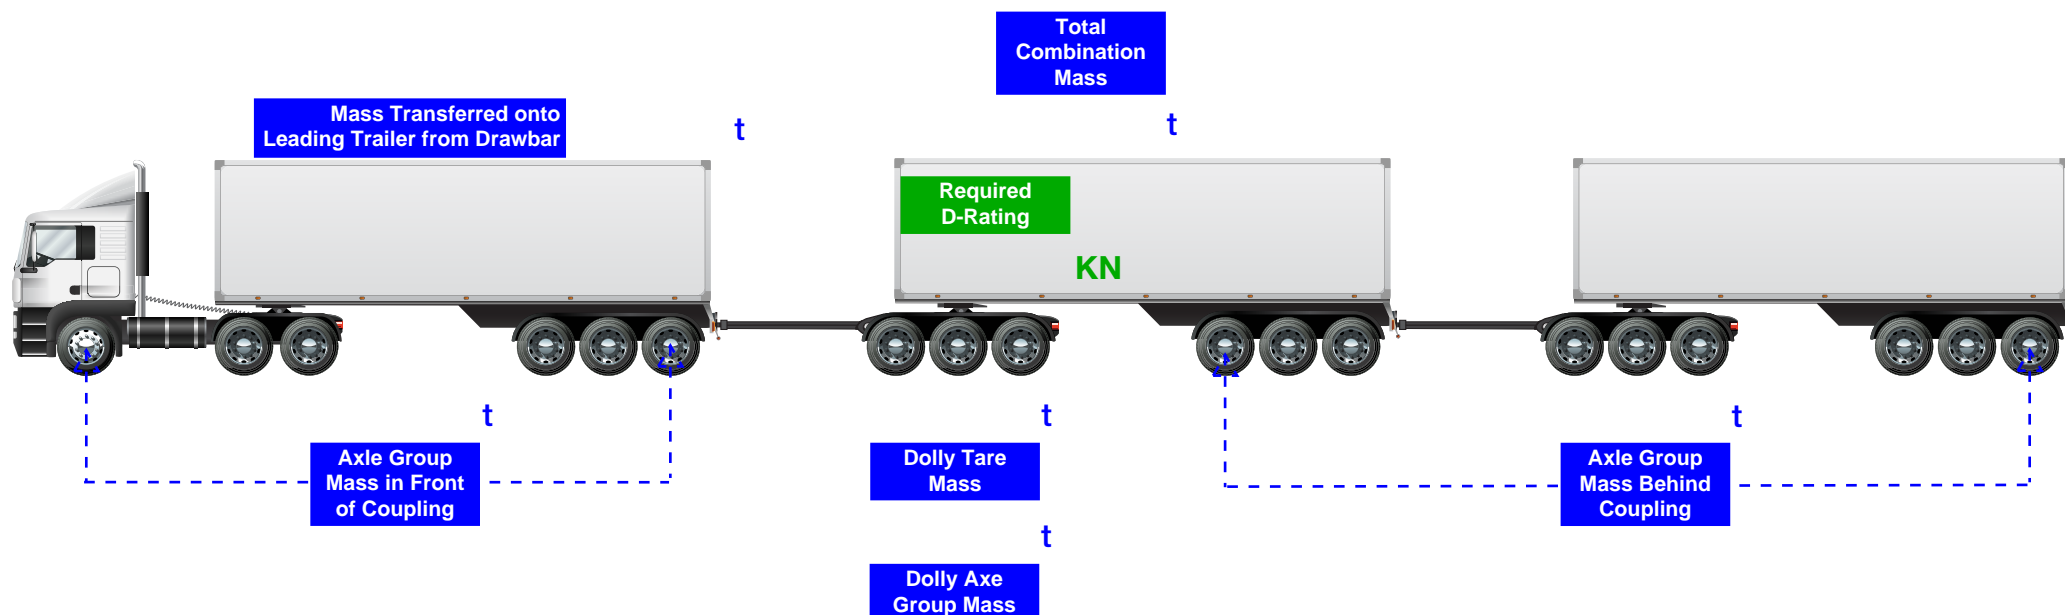 Total
Combination
Mass
Mass Transferred onto
Leading Trailer from Drawbar
t
t
Required
D-Rating
KN
t
t
t
Axle Group
Mass in Front
of Coupling
Dolly Tare
Mass
Axle Group
Mass Behind
Coupling
t
Dolly Axe
Group Mass